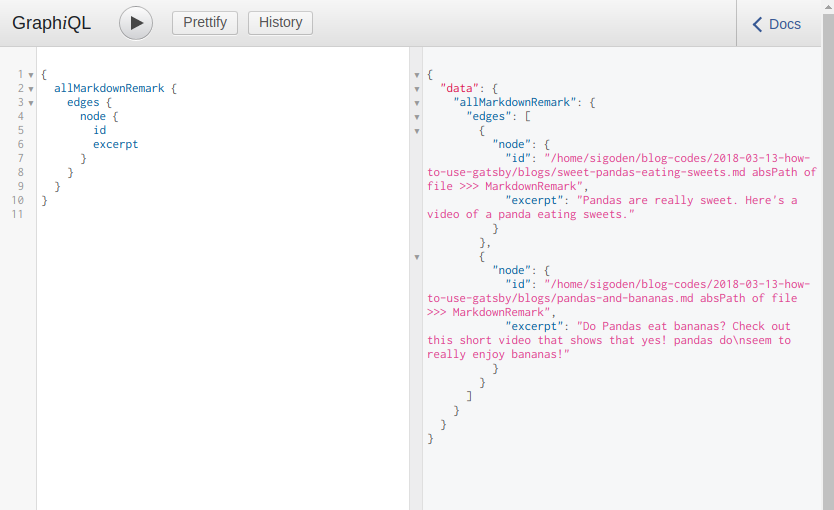 GraphiQL
Prettify
History
Docs
1 {
2 allMarkdownRemark {
3 edges {
4 node {
5 id
6 excerpt
7 }
8 }
9 }
10 }
11
{
"data": {
"allMarkdownRemark": {
"edges": [
{
"node": {
"id": "/home/sigoden/blog-codes/2018-03-13-how-
to-use-gatsby/blogs/sweet-pandas-eating-sweets.md absPath of
file >>> MarkdownRemark",
"excerpt": "Pandas are really sweet. Here's a
video of a panda eating sweets."
}
},
{
"node": {
"id": "/home/sigoden/blog-codes/2018-03-13-how-
to-use-gatsby/blogs/pandas-and-bananas.md absPath of file
>>> MarkdownRemark",
"excerpt": "Do Pandas eat bananas? Check out
this short video that shows that yes! pandas do\nseem to
really enjoy bananas!"
}
}
]
}
}
}